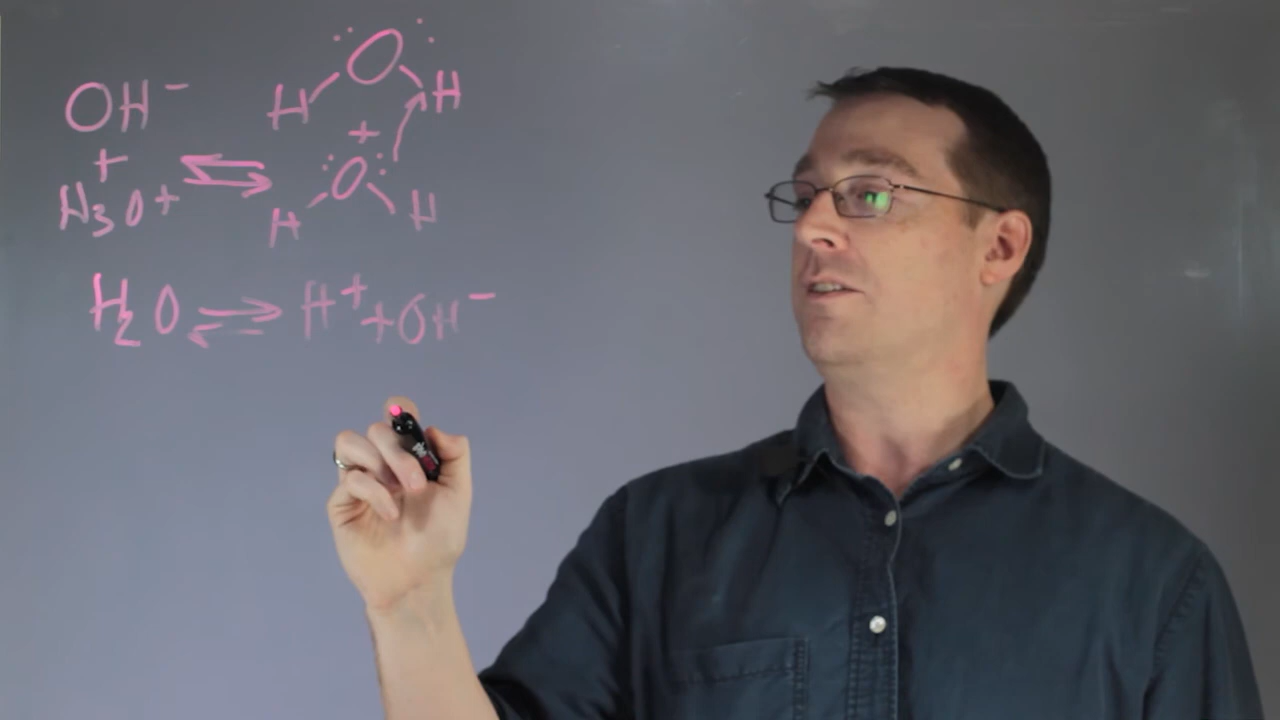 OH⁻ H O H
+ ⇌ +
H₃O+ H O H
H₂O ⇌ H⁺ + OH⁻